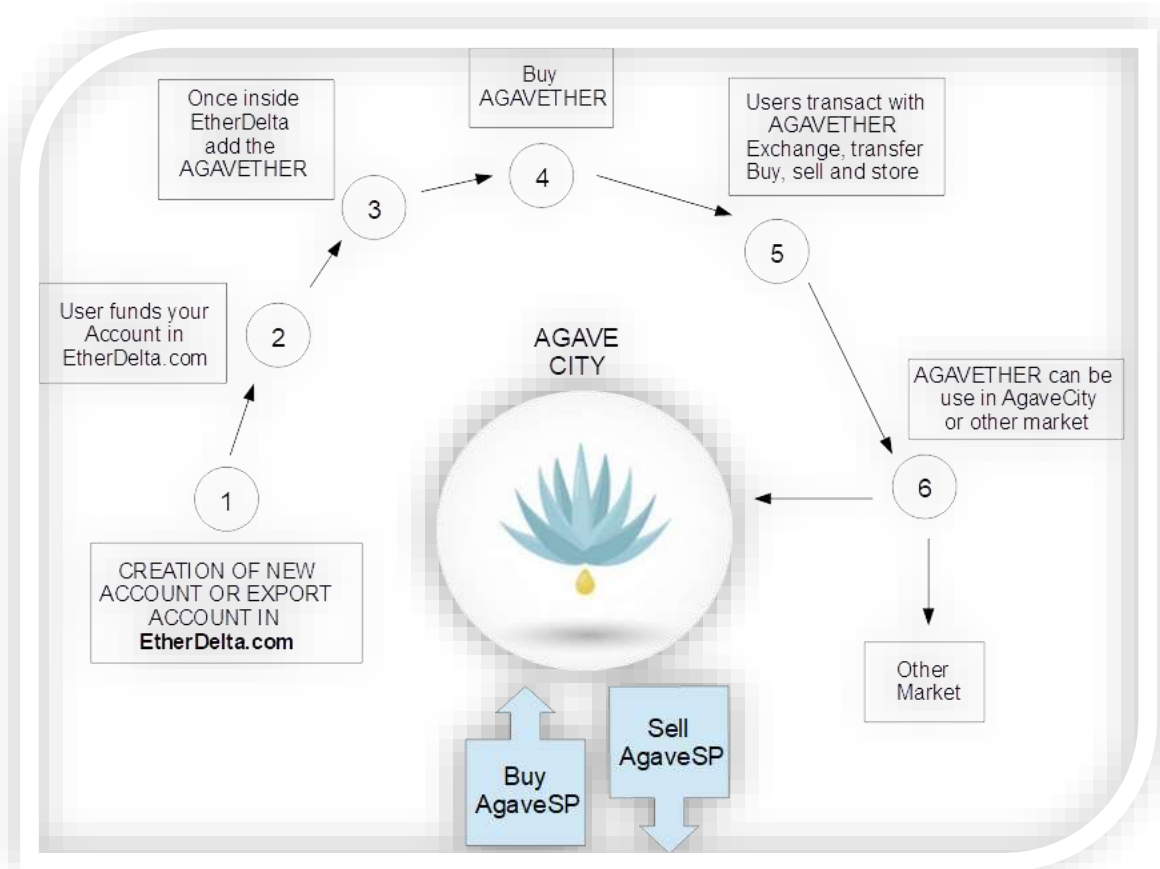 CREATION OF NEW
ACCOUNT OR EXPORT
ACCOUNT IN
EtherDelta.com
1
User funds your
Account in
EtherDelta.com
2
Once inside
EtherDelta
add the
AGAVETHER
3
Buy
AGAVETHER
4
Users transact with
AGAVETHER
Exchange, transfer
Buy, sell and store
5
AGAVETHER can be
use in AgaveCity
or other market
6
Other
Market
AGAVE
CITY
Buy
AgaveSP
Sell
AgaveSP